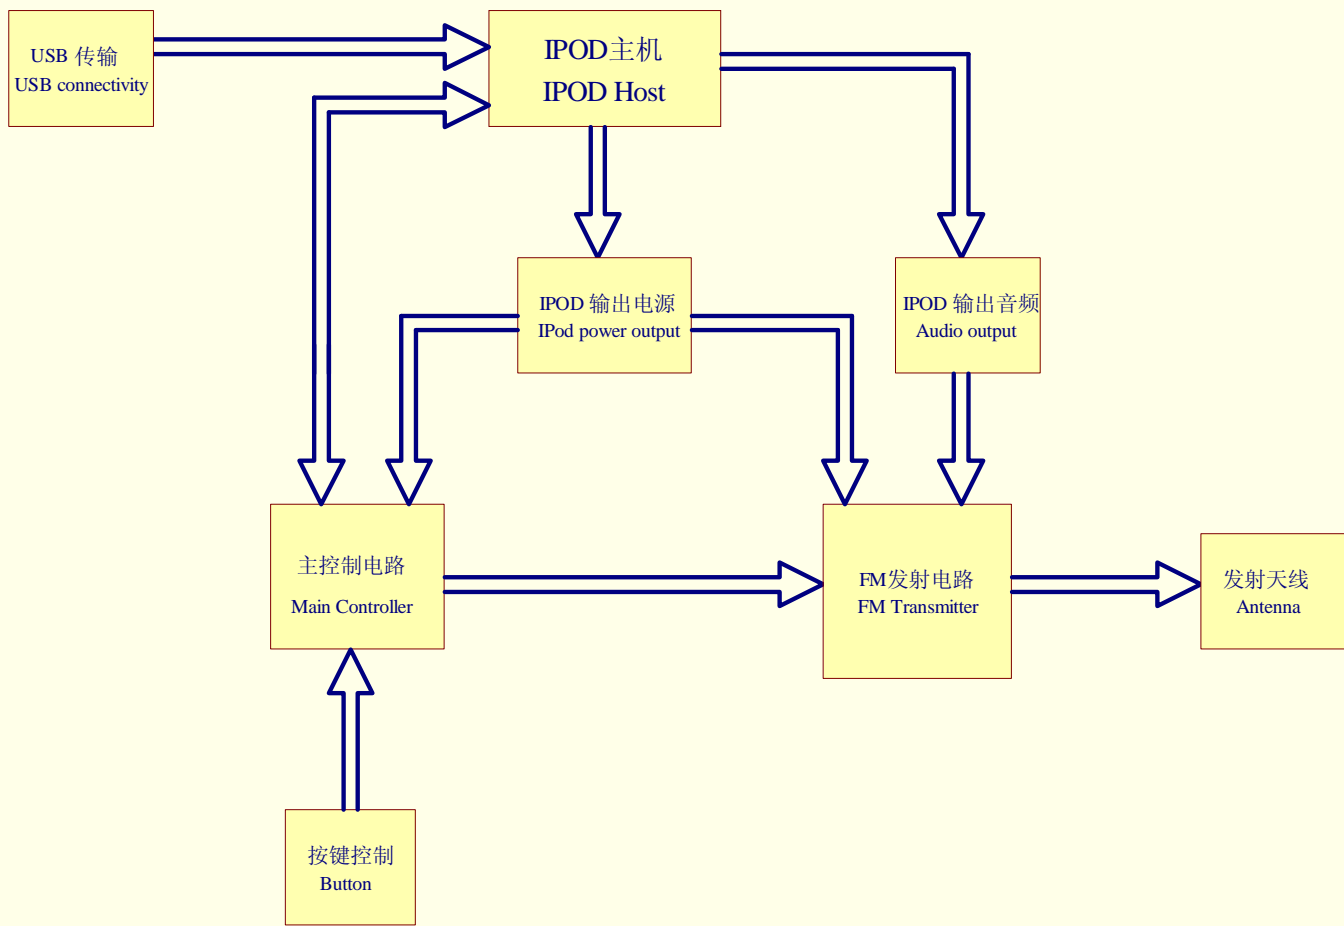 USB 传输
USB connectivity
IPOD主机
IPOD Host
IPOD 输出电源
IPod power output
IPOD 输出音频
Audio output
主控制电路
Main Controller
FM发射电路
FM Transmitter
发射天线
Antenna
按键控制
Button